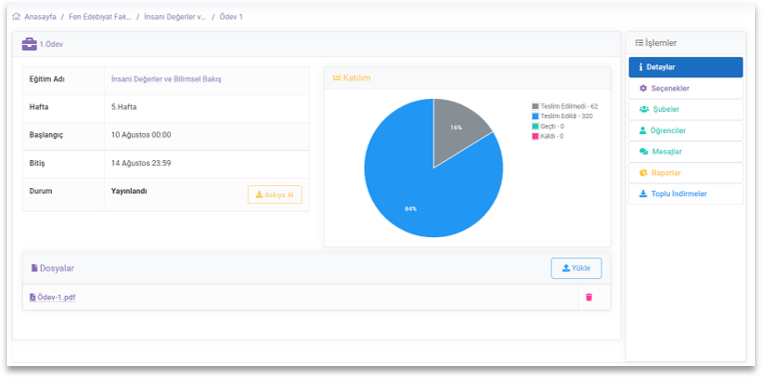 Anasayfa / Fen Edebiyat Fak... / İnsani Değerler v... / Ödev 1
1.Ödev
Eğitim Adı İnsani Değerler ve Bilimsel Bakış
Hafta 5.Hafta
Başlangıç 10 Ağustos 00:00
Bitiş 14 Ağustos 23:59
Durum Yayınlandı Askıya Al
Katılım
16%
84%
Teslim Edilmedi - 62
Teslim Edildi - 320
Geçti - 0
Kaldı - 0
Dosyalar Yükle
Ödev-1.pdf
İşlemler
Detaylar
Seçenekler
Şubeler
Öğrenciler
Mesajlar
Raporlar
Toplu İndirmeler